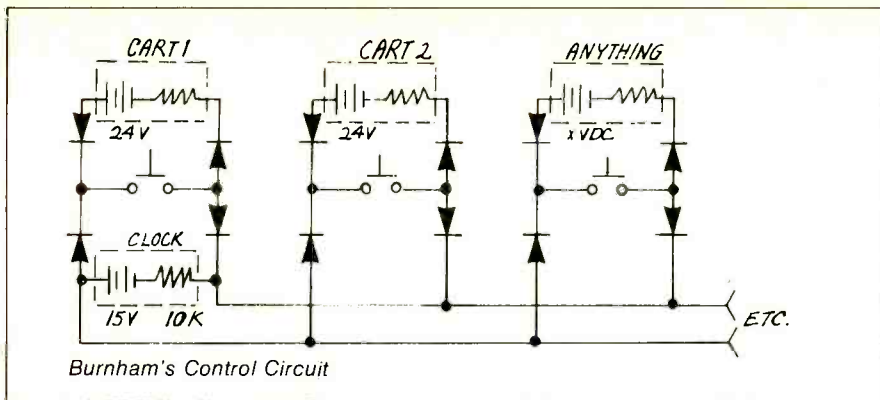 CART 1
CART 2
ANYTHING
24V
24V
xVDC
CLOCK
15V 10K
ETC.
Burnham's Control Circuit